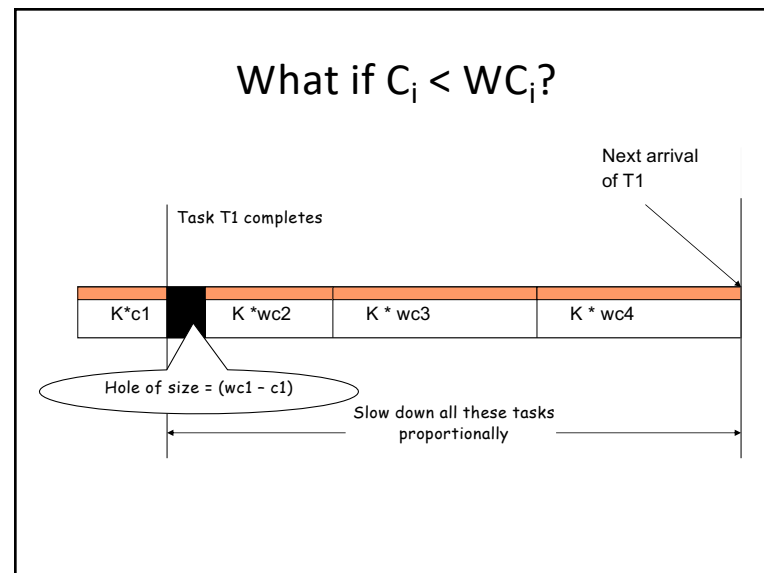 What if Cᵢ < WCᵢ?
Next arrival
of T1
Task T1 completes
K*c1
K *wc2
K * wc3
K * wc4
Hole of size = (wc1 – c1)
Slow down all these tasks
proportionally